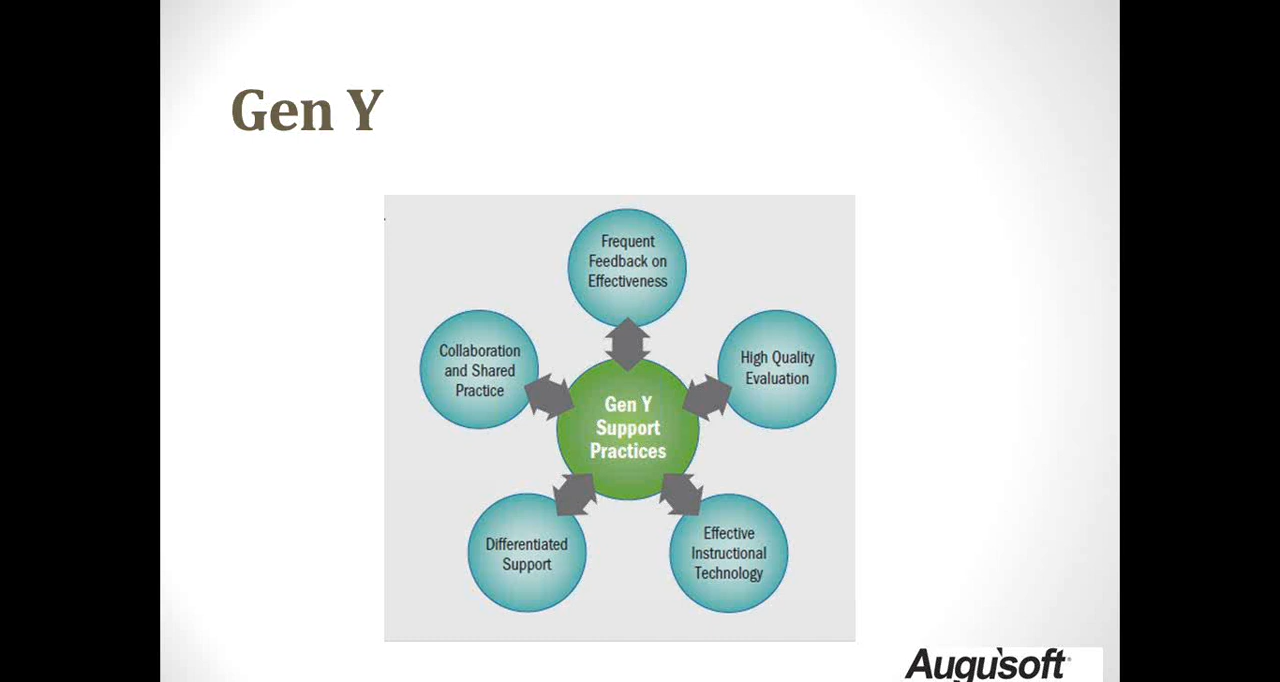 Gen Y
Frequent
Feedback on
Effectiveness
Collaboration
and Shared
Practice
High Quality
Evaluation
Gen Y
Support
Practices
Differentiated
Support
Effective
Instructional
Technology
Augusoft